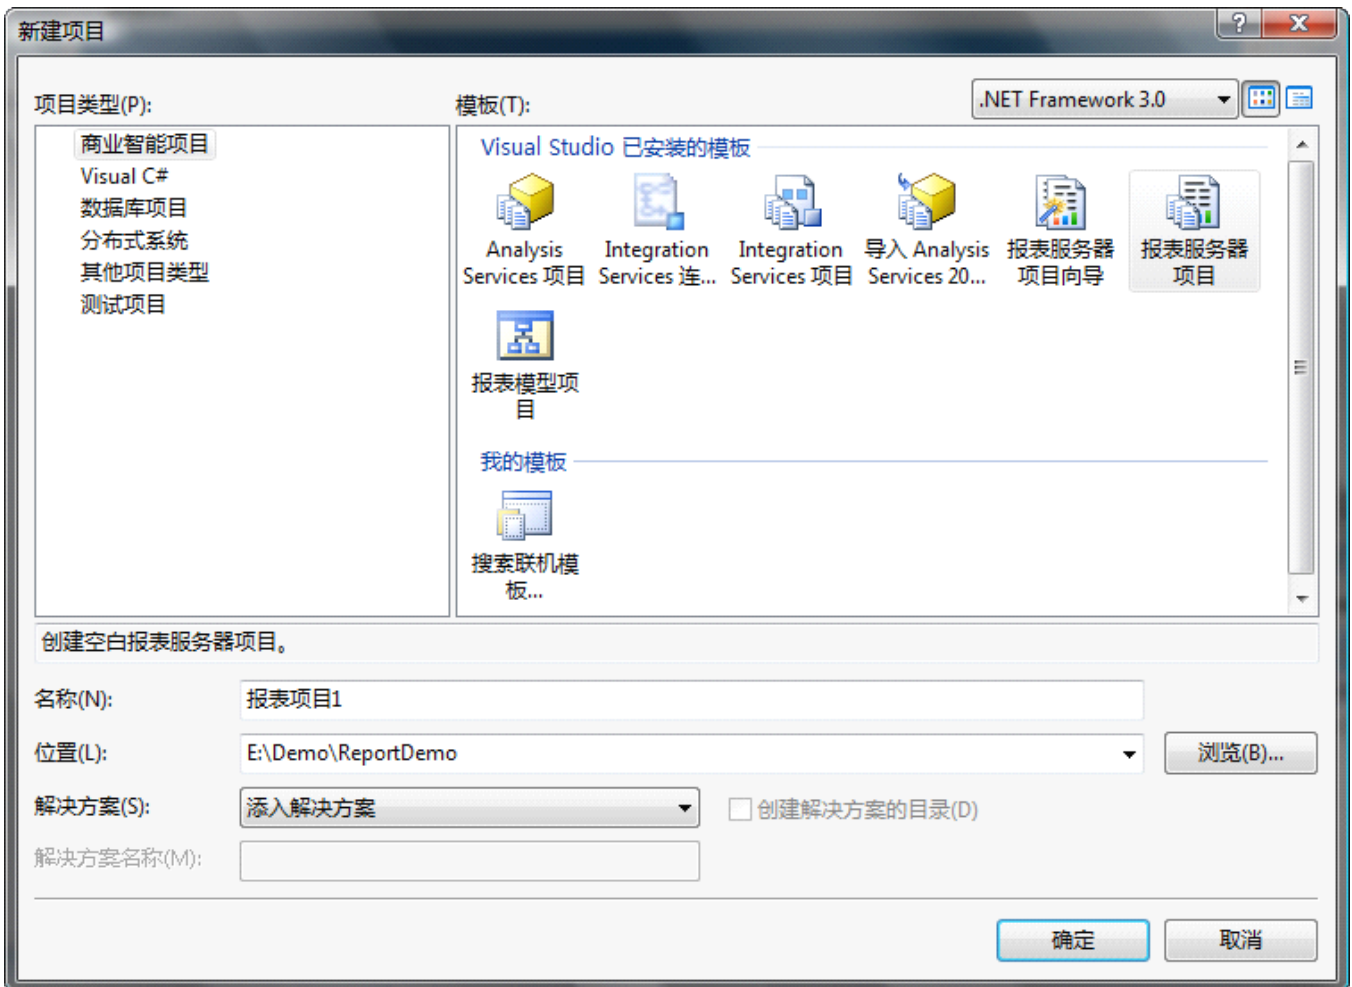 新建项目
项目类型(P):
模板(T):
.NET Framework 3.0
商业智能项目
Visual C#
数据库项目
分布式系统
其他项目类型
测试项目
Visual Studio 已安装的模板
Analysis
Services 项目
Integration
Services 连...
Integration
Services 项目
导入 Analysis
Services 20...
报表服务器
项目向导
报表服务器
项目
报表模型项
目
我的模板
搜索联机模
板...
创建空白报表服务器项目。
名称(N):
报表项目1
位置(L):
E:\Demo\ReportDemo
浏览(B)...
解决方案(S):
添入解决方案
创建解决方案的目录(D)
解决方案名称(M):
确定
取消